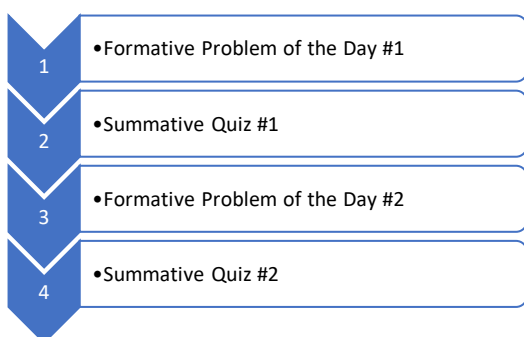 1
•Formative Problem of the Day #1
2
•Summative Quiz #1
3
•Formative Problem of the Day #2
4
•Summative Quiz #2